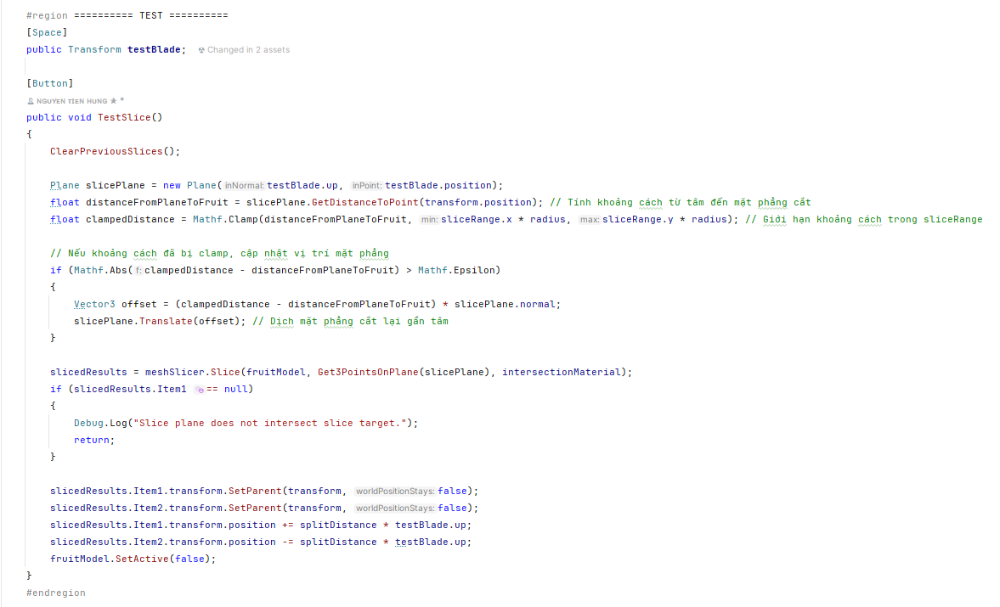 #region ========== TEST ==========
[Space]
public Transform testBlade; Changed in 2 assets
[Button]
NGUYEN TIEN HUNG *
public void TestSlice()
{
ClearPreviousSlices();
Plane slicePlane = new Plane( inNormal: testBlade.up, inPoint: testBlade.position);
float distanceFromPlaneToFruit = slicePlane.GetDistanceToPoint(transform.position); // Tính khoảng cách từ tâm đến mặt phẳng cắt
float clampedDistance = Mathf.Clamp(distanceFromPlaneToFruit, min: sliceRange.x * radius, max: sliceRange.y * radius); // Giới hạn khoảng cách trong sliceRange
// Nếu khoảng cách đã bị clamp, cập nhật vị trí mặt phẳng
if (Mathf.Abs( f: clampedDistance - distanceFromPlaneToFruit) > Mathf.Epsilon)
{
Vector3 offset = (clampedDistance - distanceFromPlaneToFruit) * slicePlane.normal;
slicePlane.Translate(offset); // Dịch mặt phẳng cắt lại gần tâm
}
slicedResults = meshSlicer.Slice(fruitModel, Get3PointsOnPlane(slicePlane), intersectionMaterial);
if (slicedResults.Item1 == null)
{
Debug.Log("Slice plane does not intersect slice target.");
return;
}
slicedResults.Item1.transform.SetParent(transform, worldPositionStays: false);
slicedResults.Item2.transform.SetParent(transform, worldPositionStays: false);
slicedResults.Item1.transform.position += splitDistance * testBlade.up;
slicedResults.Item2.transform.position -= splitDistance * testBlade.up;
fruitModel.SetActive(false);
}
#endregion